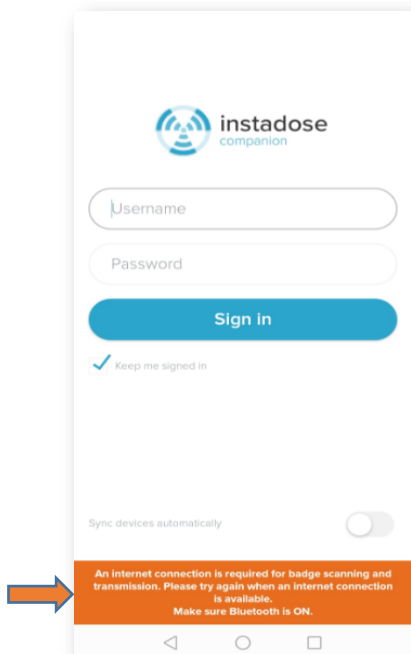 instadose
companion
Username
Password
Sign in
Keep me signed in
Sync devices automatically
An internet connection is required for badge scanning and
transmission. Please try again when an internet connection
is available.
Make sure Bluetooth is ON.